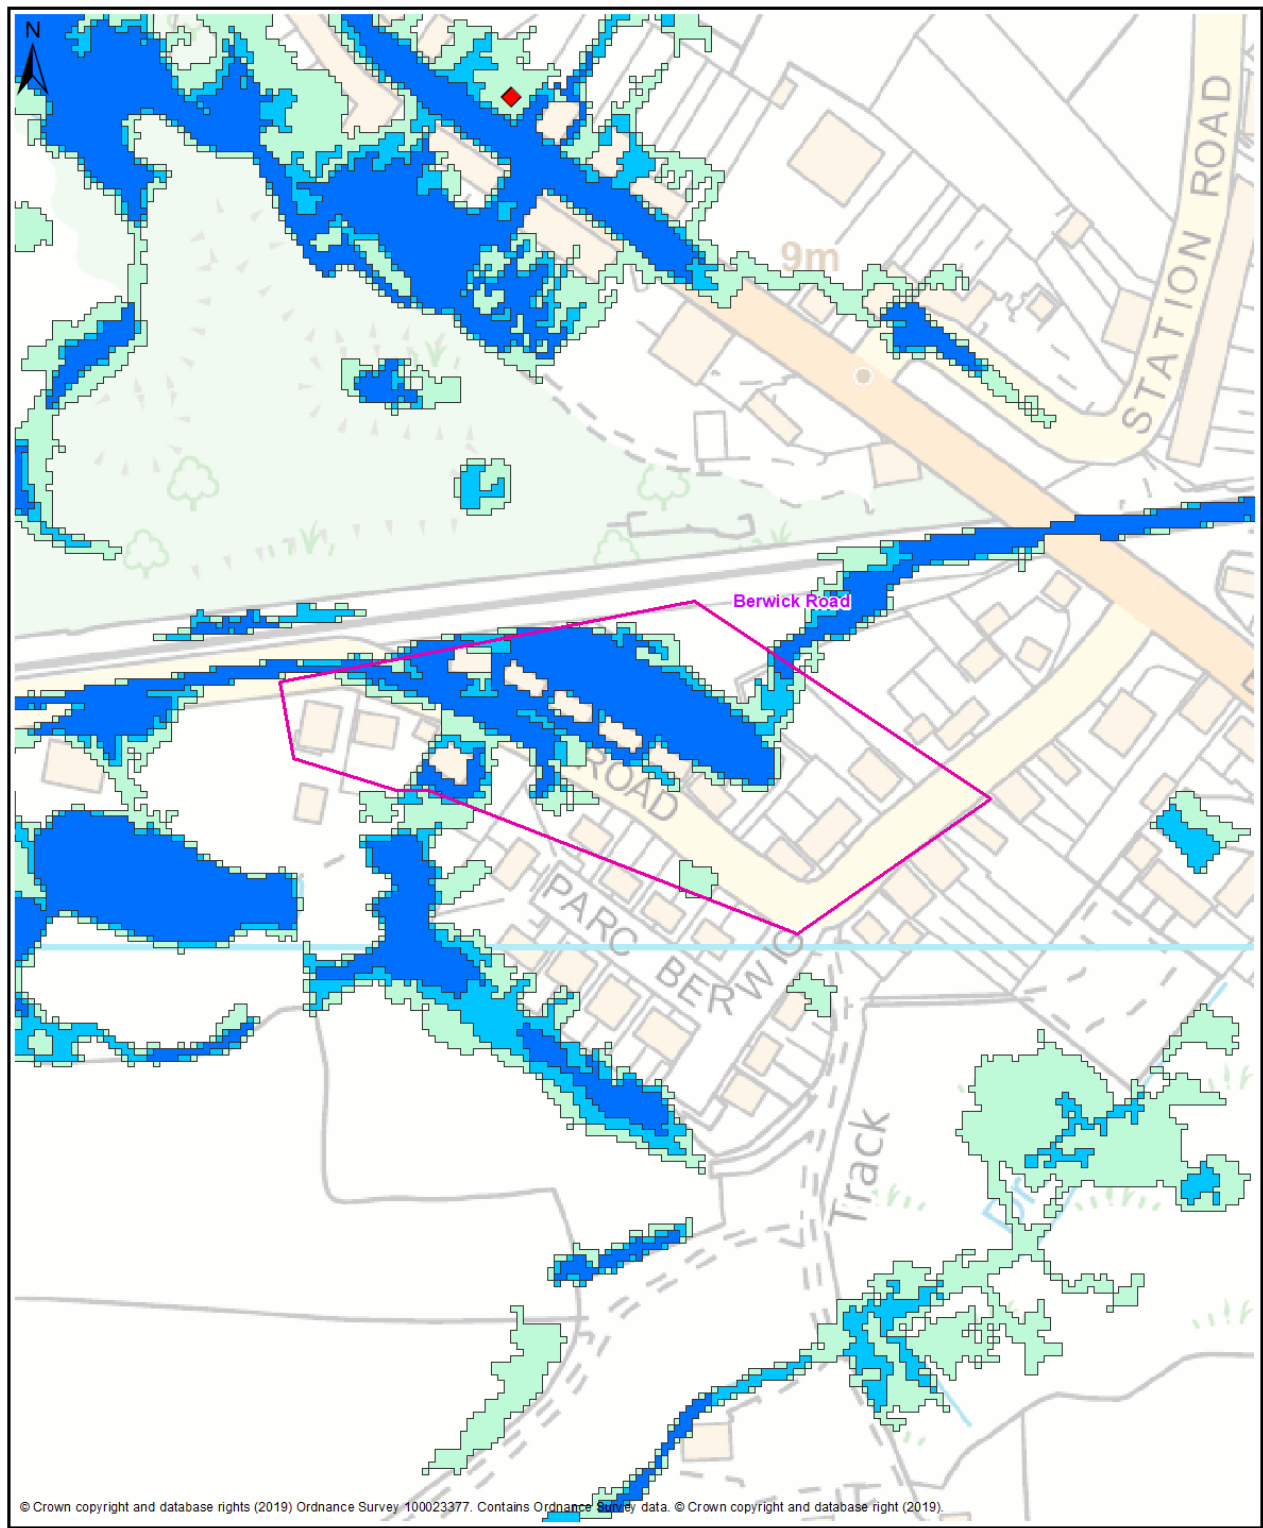 N
STATION ROAD
9m
Berwick Road
ROAD
PARC BERWIG
Track
Dr
© Crown copyright and database rights (2019) Ordnance Survey 100023377. Contains Ordnance Survey data. © Crown copyright and database right (2019).